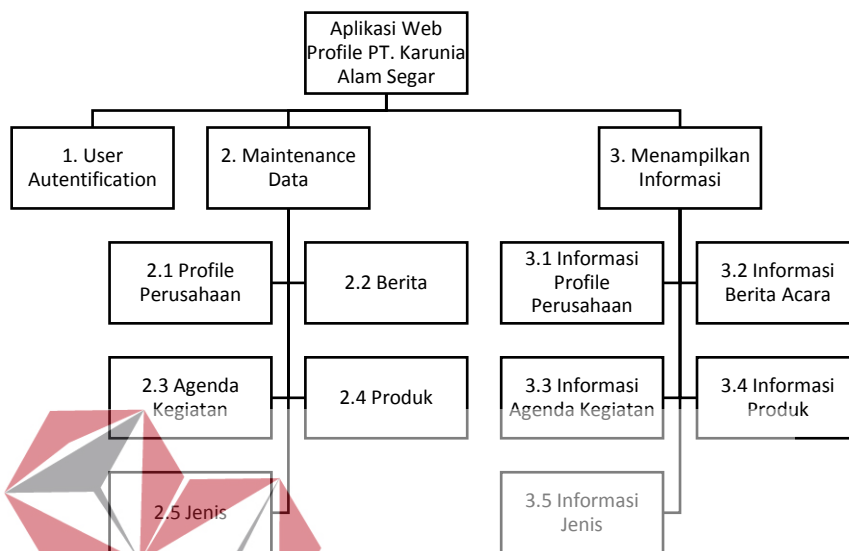 Aplikasi Web
Profile PT. Karunia
Alam Segar
1. User
Autentification
2. Maintenance
Data
3. Menampilkan
Informasi
2.1 Profile
Perusahaan
2.2 Berita
3.1 Informasi
Profile
Perusahaan
3.2 Informasi
Berita Acara
2.3 Agenda
Kegiatan
2.4 Produk
3.3 Informasi
Agenda Kegiatan
3.4 Informasi
Produk
2.5 Jenis
3.5 Informasi
Jenis